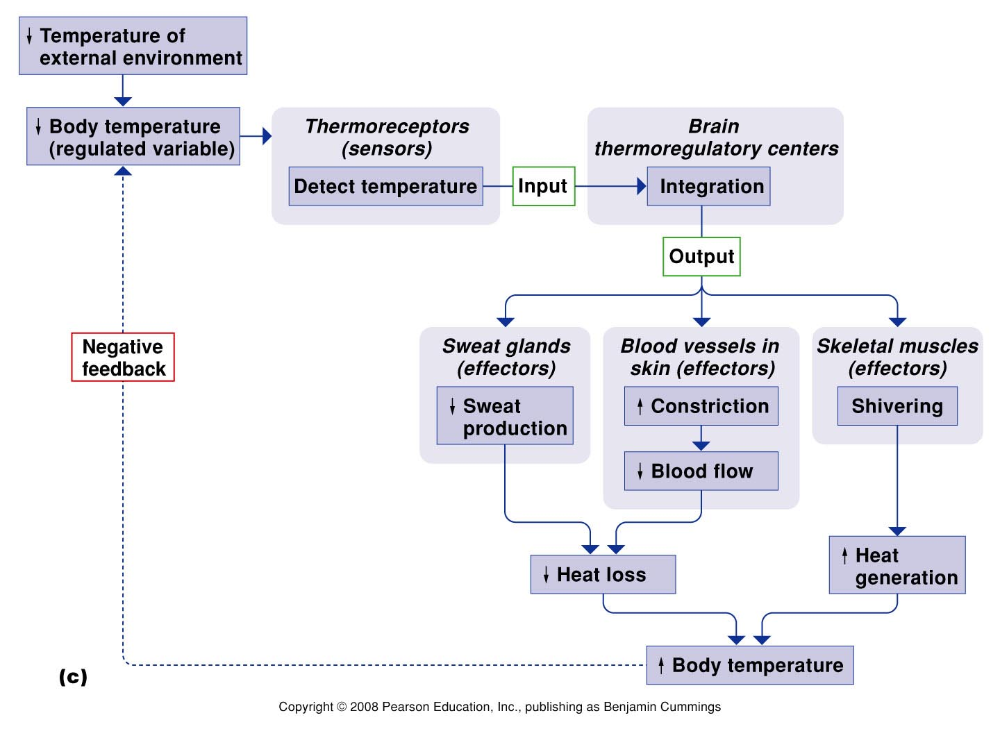 ↓ Temperature of
external environment
↓ Body temperature
(regulated variable)
Thermoreceptors
(sensors)
Detect temperature
Input
Brain
thermoregulatory centers
Integration
Output
Negative
feedback
Sweat glands
(effectors)
↓ Sweat
production
Blood vessels in
skin (effectors)
↑ Constriction
↓ Blood flow
Skeletal muscles
(effectors)
Shivering
↓ Heat loss
↑ Heat
generation
↑ Body temperature
(c)
Copyright © 2008 Pearson Education, Inc., publishing as Benjamin Cummings